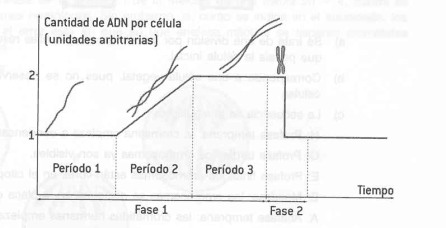 Cantidad de ADN por célula
(unidades arbitrarias)
2
1
Período 1
Período 2
Período 3
Tiempo
Fase 1
Fase 2